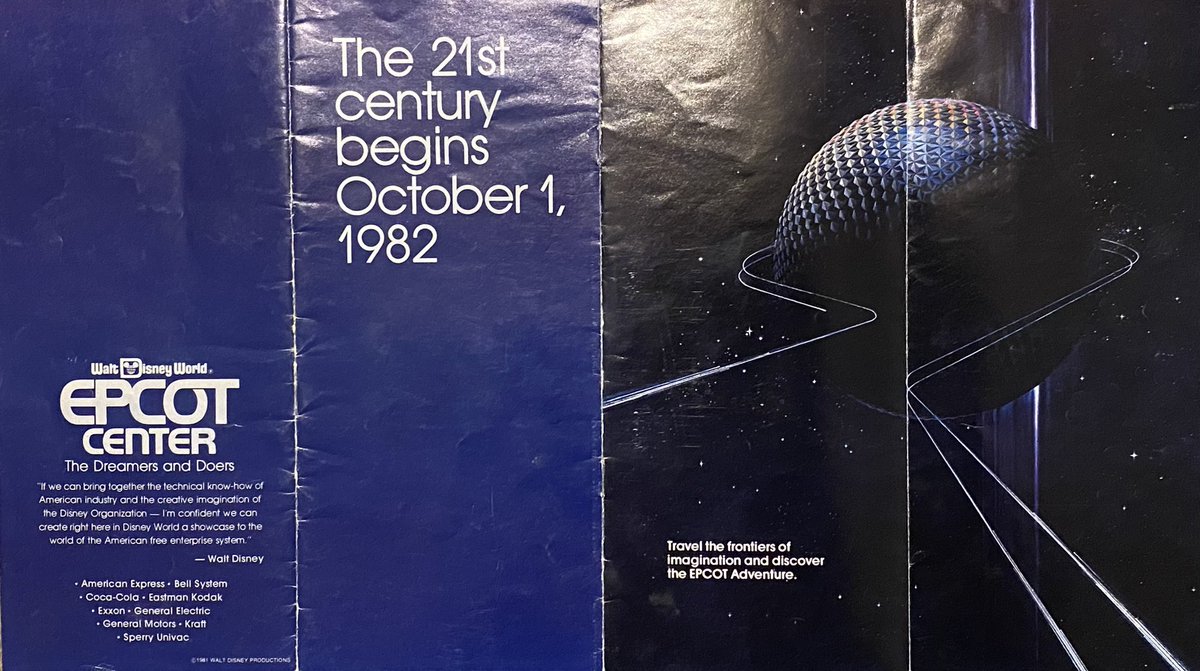 Walt Disney World®
EPCOT
CENTER
The Dreamers and Doers
"If we can bring together the technical know-how of
American industry and the creative imagination of
the Disney Organization — I'm confident we can
create right here in Disney World a showcase to the
world of the American free enterprise system."
— Walt Disney
• American Express • Bell System
• Coca-Cola • Eastman Kodak
• Exxon • General Electric
• General Motors • Kraft
• Sperry Univac
©1981 WALT DISNEY PRODUCTIONS
The 21st
century
begins
October 1,
1982
Travel the frontiers of
imagination and discover
the EPCOT Adventure.